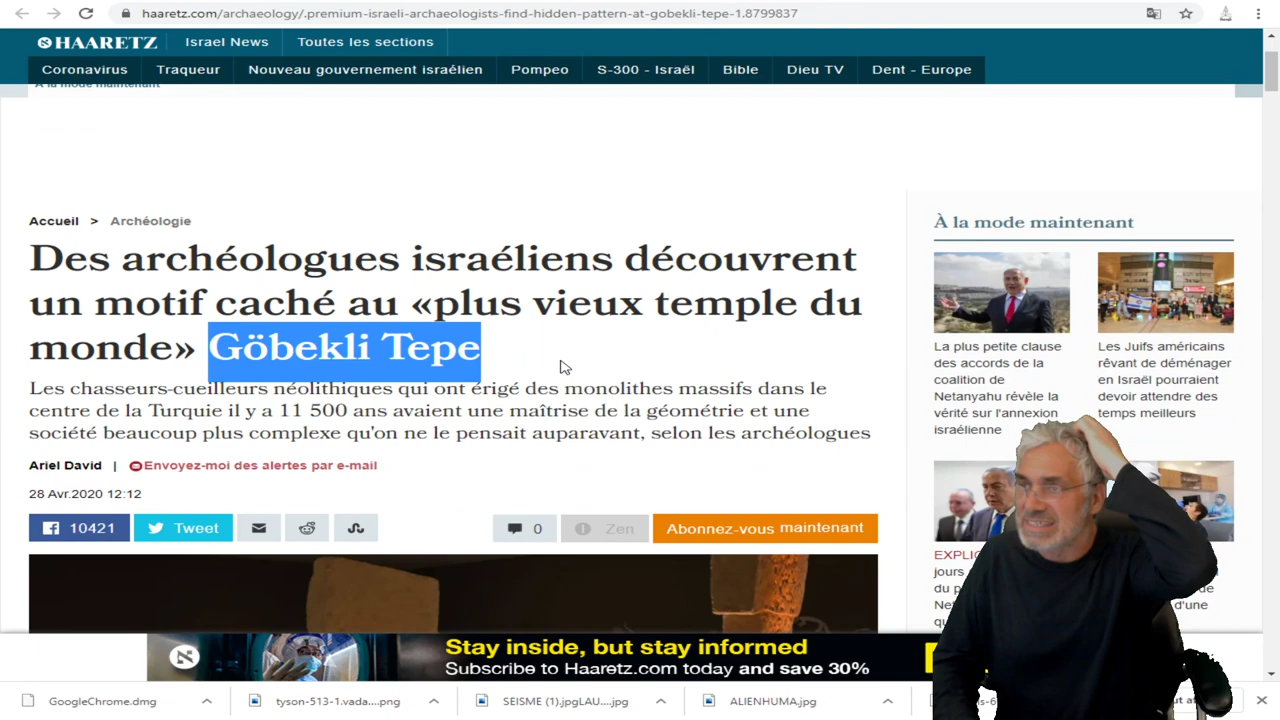 haaretz.com/archaeology/.premium-israeli-archaeologists-find-hidden-pattern-at-gobekli-tepe-1.8799837
HAARETZ Israel News Toutes les sections
Coronavirus Traqueur Nouveau gouvernement israélien Pompeo S-300 - Israël Bible Dieu TV Dent - Europe
À la mode maintenant
Accueil > Archéologie
Des archéologues israéliens découvrent
un motif caché au «plus vieux temple du
monde» Göbekli Tepe
Les chasseurs-cueilleurs néolithiques qui ont érigé des monolithes massifs dans le
centre de la Turquie il y a 11 500 ans avaient une maîtrise de la géométrie et une
société beaucoup plus complexe qu'on ne le pensait auparavant, selon les archéologues
Ariel David | Envoyez-moi des alertes par e-mail
28 Avr.2020 12:12
10421 Tweet 0 Zen Abonnez-vous maintenant
À la mode maintenant
La plus petite clause
des accords de la
coalition de
Netanyahu révèle la
vérité sur l'annexion
israélienne
Les Juifs américains
rêvant de déménager
en Israël pourraient
devoir attendre des
temps meilleurs
jours
du
de
d'une
Stay inside, but stay informed
Subscribe to Haaretz.com today and save 30%
GoogleChrome.dmg tyson-513-1.vada....png SEISME (1).jpgLAU....jpg ALIENHUMA.jpg